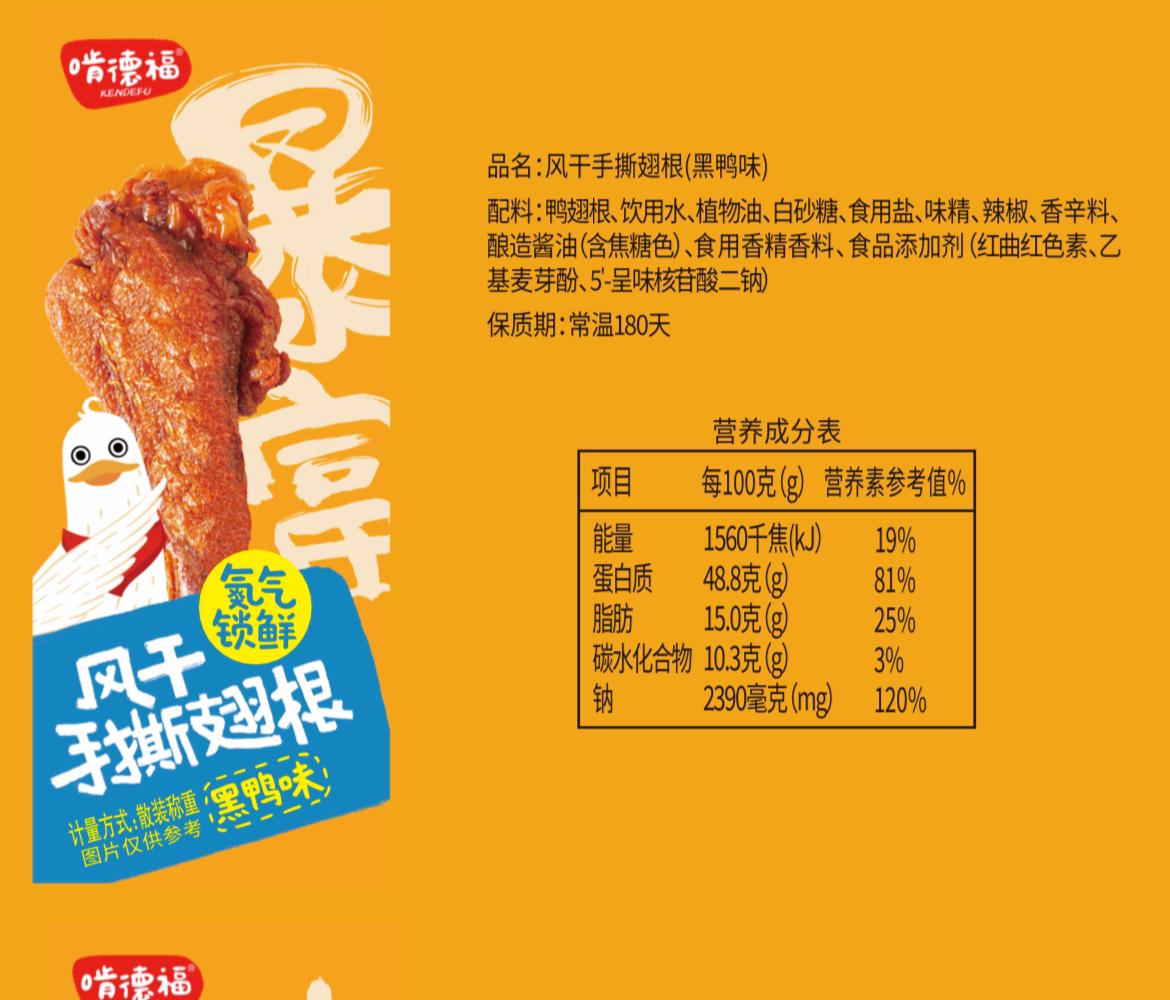 啃德福®
KENDEFU
暴享
氮气
锁鲜
风干
手撕翅根
黑鸭味
计量方式:散装称重
图片仅供参考
品名:风干手撕翅根(黑鸭味)
配料:鸭翅根、饮用水、植物油、白砂糖、食用盐、味精、辣椒、香辛料、
酿造酱油(含焦糖色)、食用香精香料、食品添加剂(红曲红色素、乙
基麦芽酚、5'-呈味核苷酸二钠)
保质期:常温180天
营养成分表
项目 每100克(g) 营养素参考值%
能量 1560千焦(kJ) 19%
蛋白质 48.8克(g) 81%
脂肪 15.0克(g) 25%
碳水化合物 10.3克(g) 3%
钠 2390毫克(mg) 120%
啃德福®